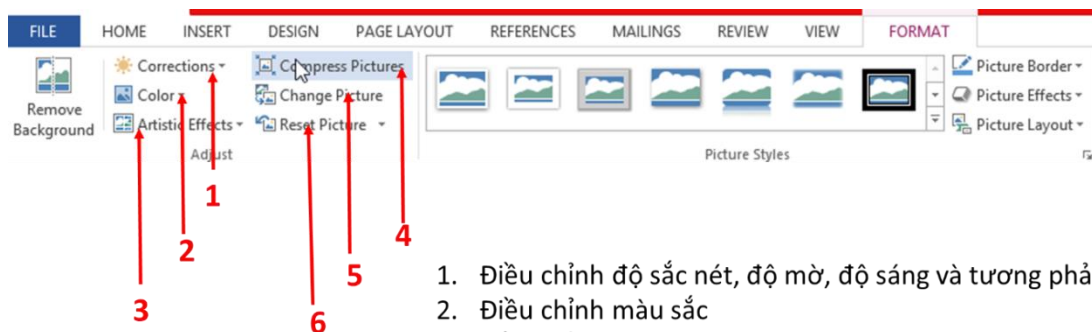 FILE HOME INSERT DESIGN PAGE LAYOUT REFERENCES MAILINGS REVIEW VIEW FORMAT
Remove
Background
Corrections
Color
Artistic Effects
Compress Pictures
Change Picture
Reset Picture
Adjust
Picture Styles
Picture Border
Picture Effects
Picture Layout
1
2
3
4
5
6
1. Điều chỉnh độ sắc nét, độ mờ, độ sáng và tương phả
2. Điều chỉnh màu sắc